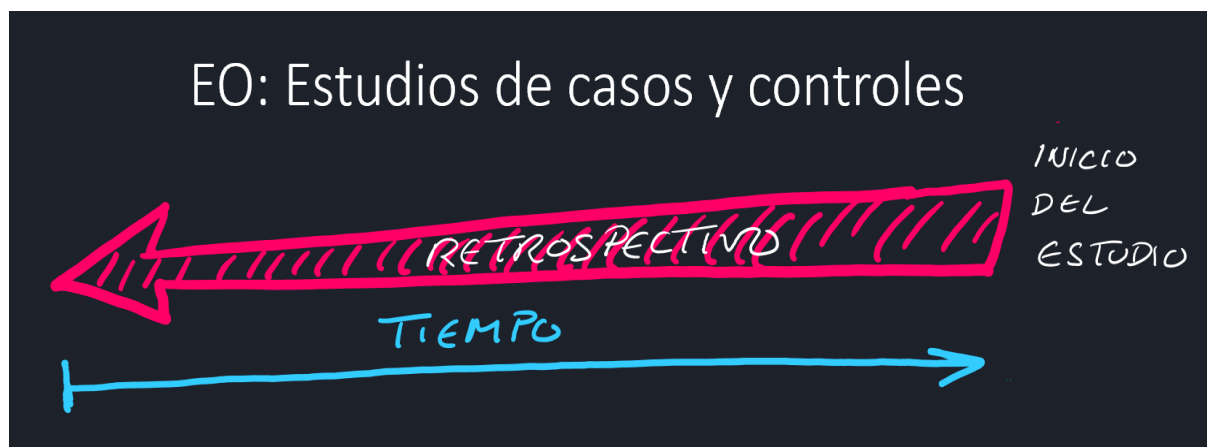 EO: Estudios de casos y controles
INICIO
DEL
ESTUDIO
RETROSPECTIVO
TIEMPO